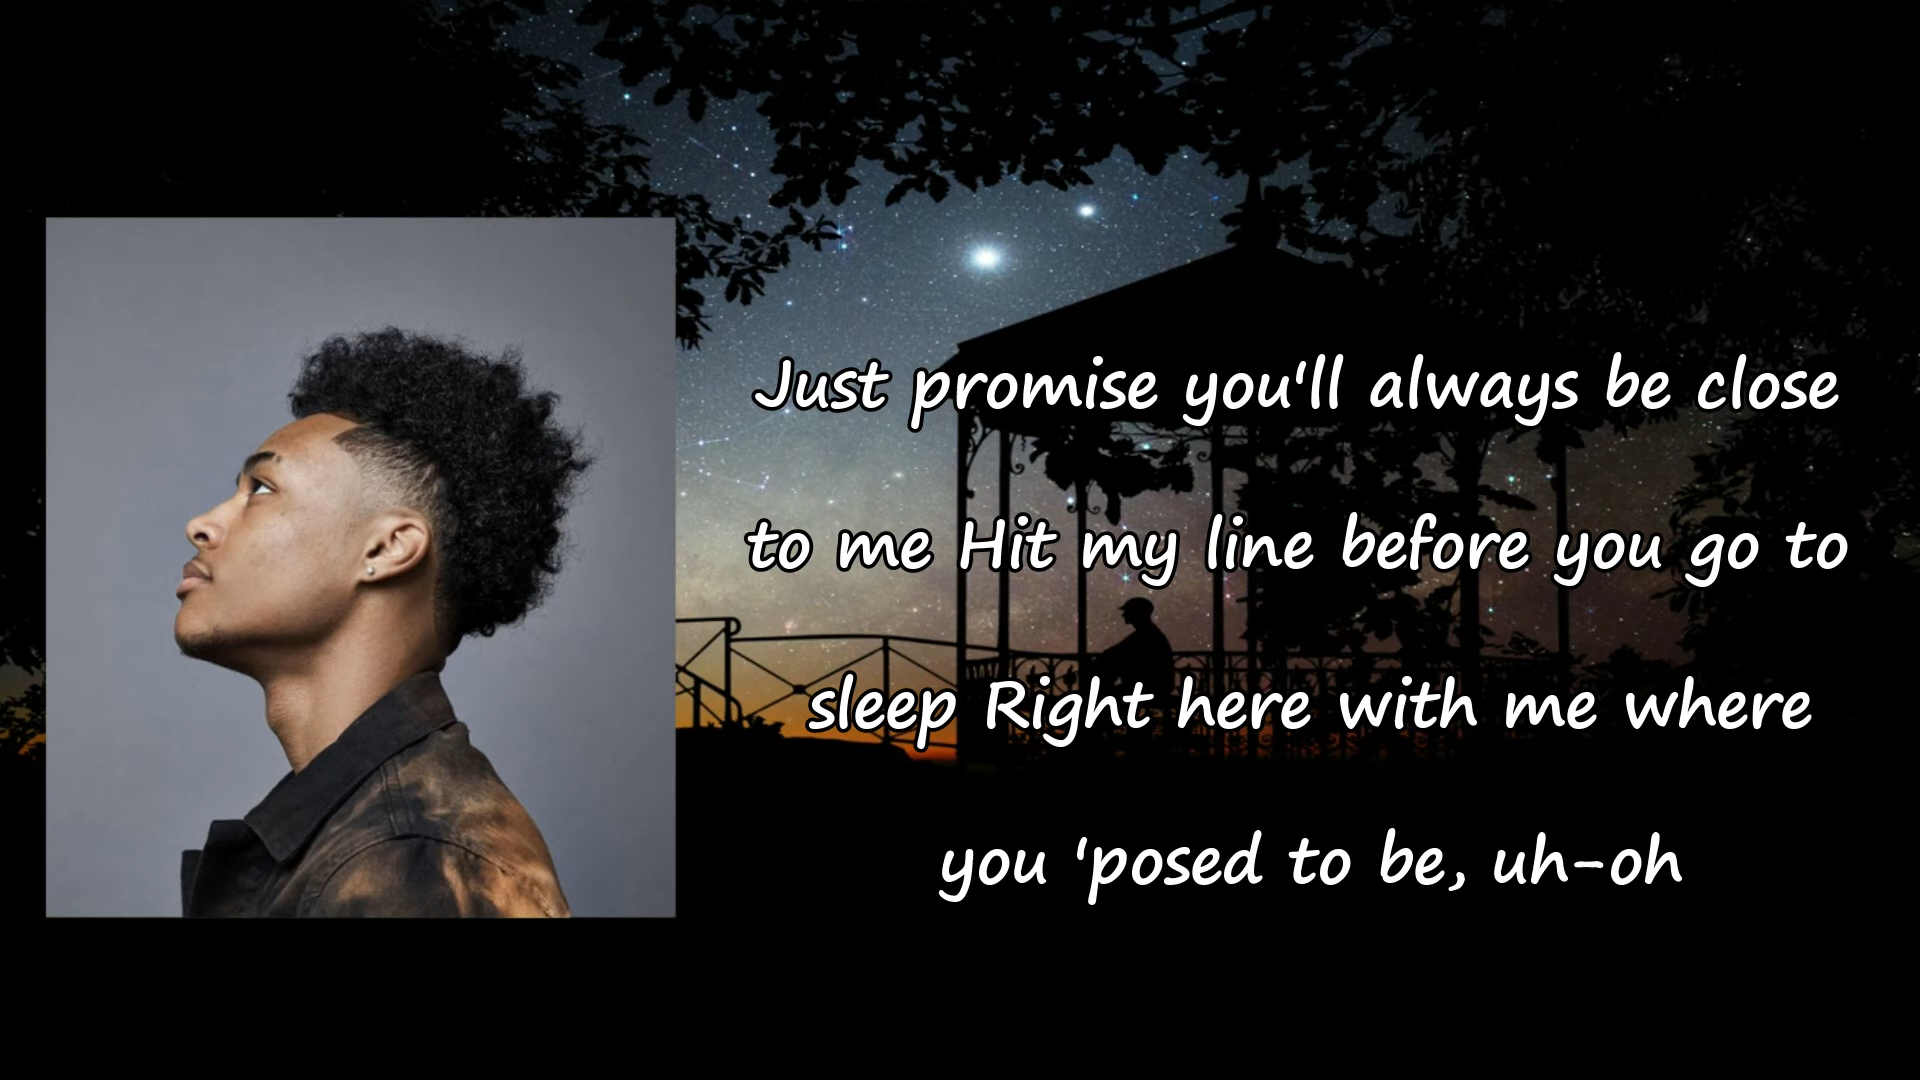 Just promise you'll always be close
to me Hit my line before you go to
sleep Right here with me where
you 'posed to be, uh-oh